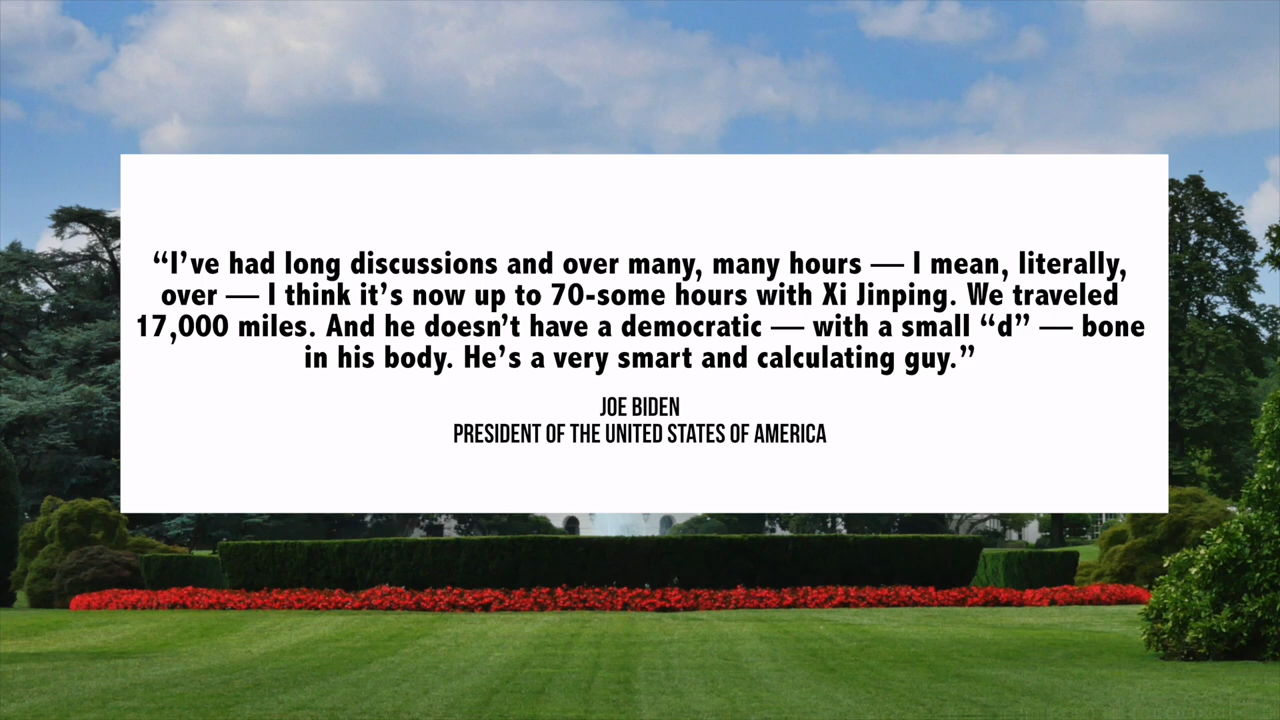 “I’ve had long discussions and over many, many hours — I mean, literally,
over — I think it’s now up to 70-some hours with Xi Jinping. We traveled
17,000 miles. And he doesn’t have a democratic — with a small “d” — bone
in his body. He’s a very smart and calculating guy.”
JOE BIDEN
PRESIDENT OF THE UNITED STATES OF AMERICA